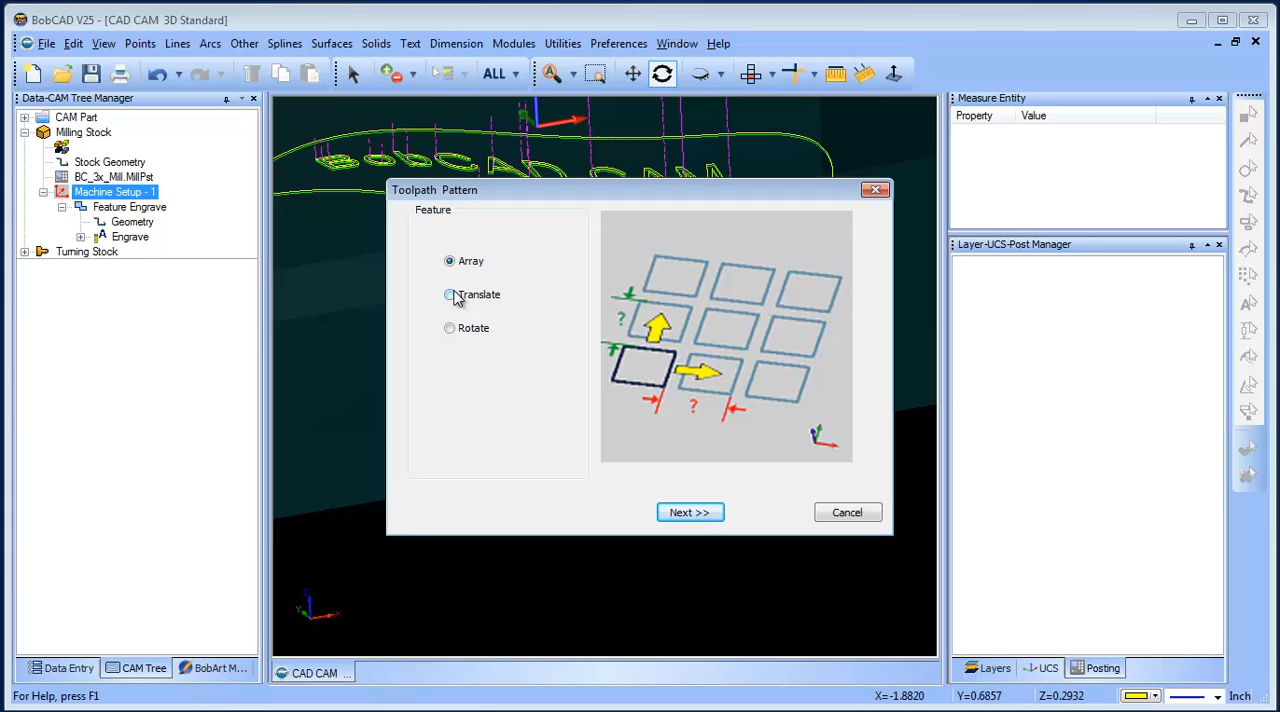 BobCAD V25 - [CAD CAM 3D Standard]
File Edit View Points Lines Arcs Other Splines Surfaces Solids Text Dimension Modules Utilities Preferences Window Help
ALL
Data-CAM Tree Manager
CAM Part
Milling Stock
Stock Geometry
BC_3x_Mill.MillPst
Machine Setup - 1
Feature Engrave
Geometry
Engrave
Turning Stock
BobCAD CAM
Toolpath Pattern
Feature
Array
Translate
Rotate
?
?
Next >>
Cancel
Measure Entity
Property Value
Layer-UCS-Post Manager
Y X
Data Entry CAM Tree BobArt M...
CAD CAM ...
Layers UCS Posting
For Help, press F1
X=-1.8820 Y=0.6857 Z=0.2932 Inch